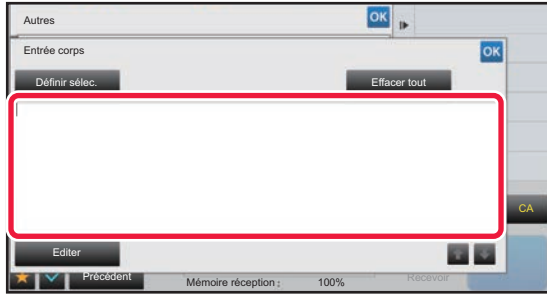 Autres OK
Entrée corps OK
Définir sélec. Effacer tout
CA
Editer
Précédent Mémoire réception : 100% Recevoir